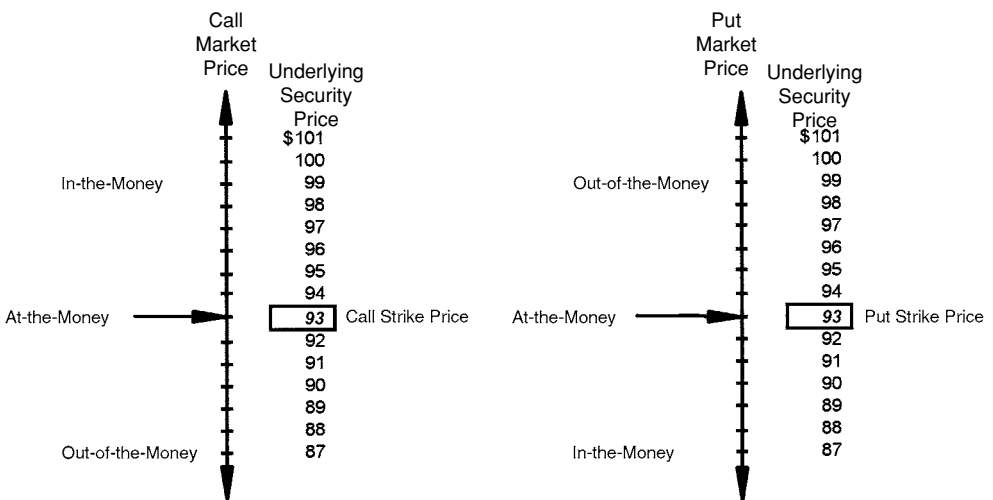 Call
Market
Price
Underlying
Security
Price
$101
100
In-the-Money
99
98
97
96
95
94
At-the-Money
93
Call Strike Price
92
91
90
89
88
Out-of-the-Money
87
Put
Market
Price
Underlying
Security
Price
$101
100
Out-of-the-Money
99
98
97
96
95
94
At-the-Money
93
Put Strike Price
92
91
90
89
88
In-the-Money
87